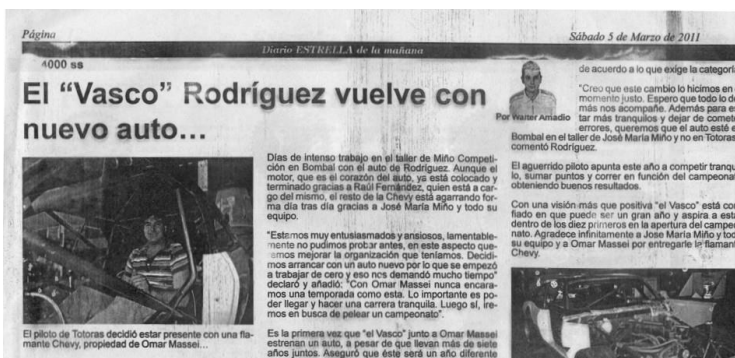 Página
Sábado 5 de Marzo de 2011
Diario ESTRELLA de la mañana
4000 ss
El “Vasco” Rodríguez vuelve con
nuevo auto…
Por Walter Amadio
El piloto de Totoras decidió estar presente con una fla-
mante Chevy, propiedad de Omar Massei...
Días de intenso trabajo en el taller de Miño Competi-
ción en Bombal con el auto de Rodríguez. Aunque el
motor, que es el corazón del auto, ya está colocado y
terminado gracias a Raúl Fernández, quien está a car-
go del mismo, el resto de la Chevy está agarrando for-
ma día tras día gracias a José María Miño y todo su
equipo.
"Estamos muy entusiasmados y ansiosos, lamentable-
mente no pudimos probar antes, en este aspecto que-
remos mejorar la organización que teníamos. Decidi-
mos arrancar con un auto nuevo por lo que se empezó
a trabajar de cero y eso nos demandó mucho tiempo"
declaró y añadió: "Con Omar Massei nunca encara-
mos una temporada como esta. Lo importante es po-
der llegar y hacer una carrera tranquila. Luego sí, ire-
mos en busca de pelear un campeonato".
Es la primera vez que "el Vasco" junto a Omar Massei
estrenan un auto, a pesar de que llevan más de siete
años juntos. Aseguró que éste será un año diferente
de acuerdo a lo que exige la categoría
"Creo que este cambio lo hicimos en
momento justo. Espero que todo lo de
más nos acompañe. Además para es
tar más tranquilos y dejar de comete
errores, queremos que el auto esté e
Bombal en el taller de José María Miño y no en Totoras
comentó Rodríguez.
El aguerrido piloto apunta este año a competir tranqu
lo, sumar puntos y correr en función del campeonat
obteniendo buenos resultados.
Con una visión más que positiva "el Vasco" está con
fiado en que puede ser un gran año y aspira a esta
dentro de los diez primeros en la apertura del campeo
nato. Agradece infinitamente a Jose María Miño y tod
su equipo y a Omar Massei por entregarle la flamant
Chevy.